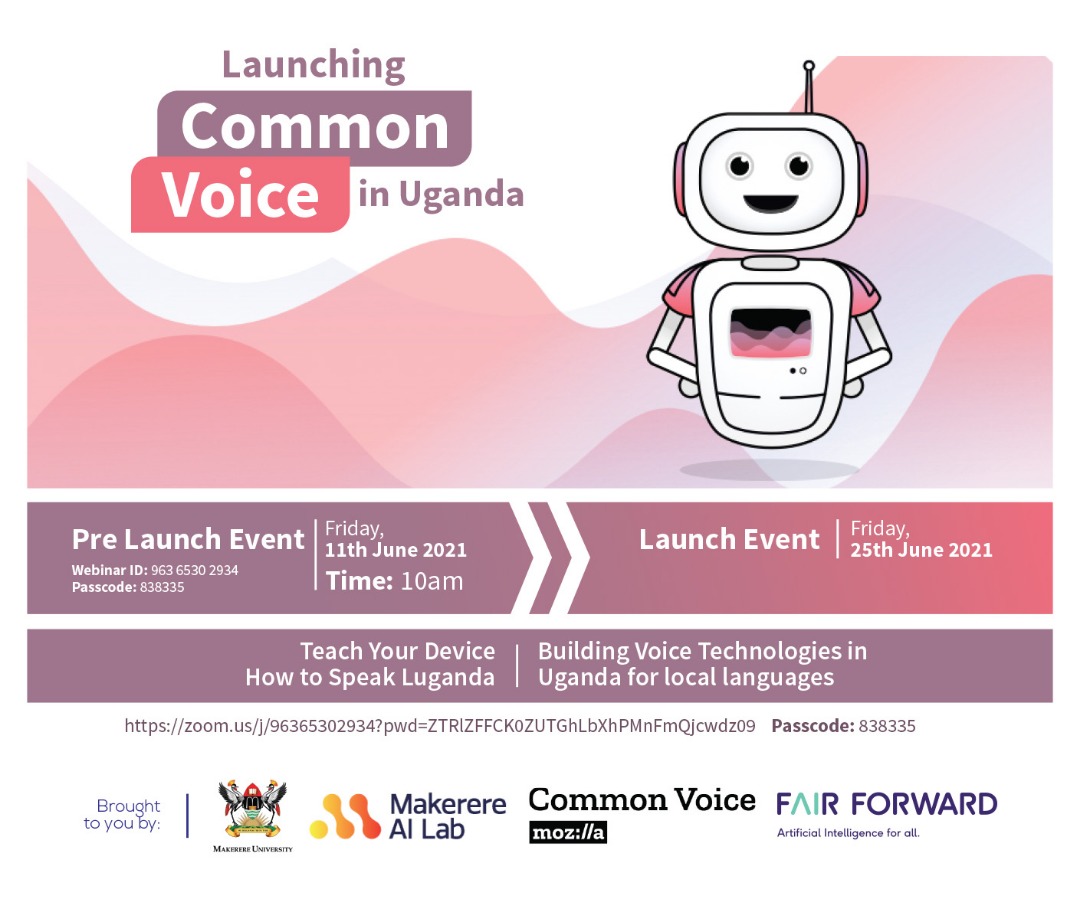 Launching
Common
Voice in Uganda
Pre Launch Event
Webinar ID: 963 6530 2934
Passcode: 838335
Friday,
11th June 2021
Time: 10am
Launch Event
Friday,
25th June 2021
Teach Your Device
How to Speak Luganda
Building Voice Technologies in
Uganda for local languages
https://zoom.us/j/96365302934?pwd=ZTRlZFFCK0ZUTGhLbXhPMnFmQjcwdz09 Passcode: 838335
Brought
to you by:
MAKERERE UNIVERSITY
Makerere
AI Lab
Common Voice
moz://a
FAIR FORWARD
Artificial Intelligence for all.